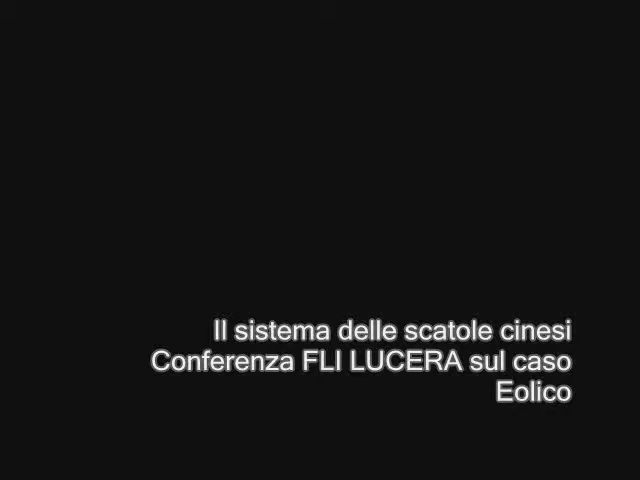 Il sistema delle scatole cinesi
Conferenza FLI LUCERA sul caso
Eolico